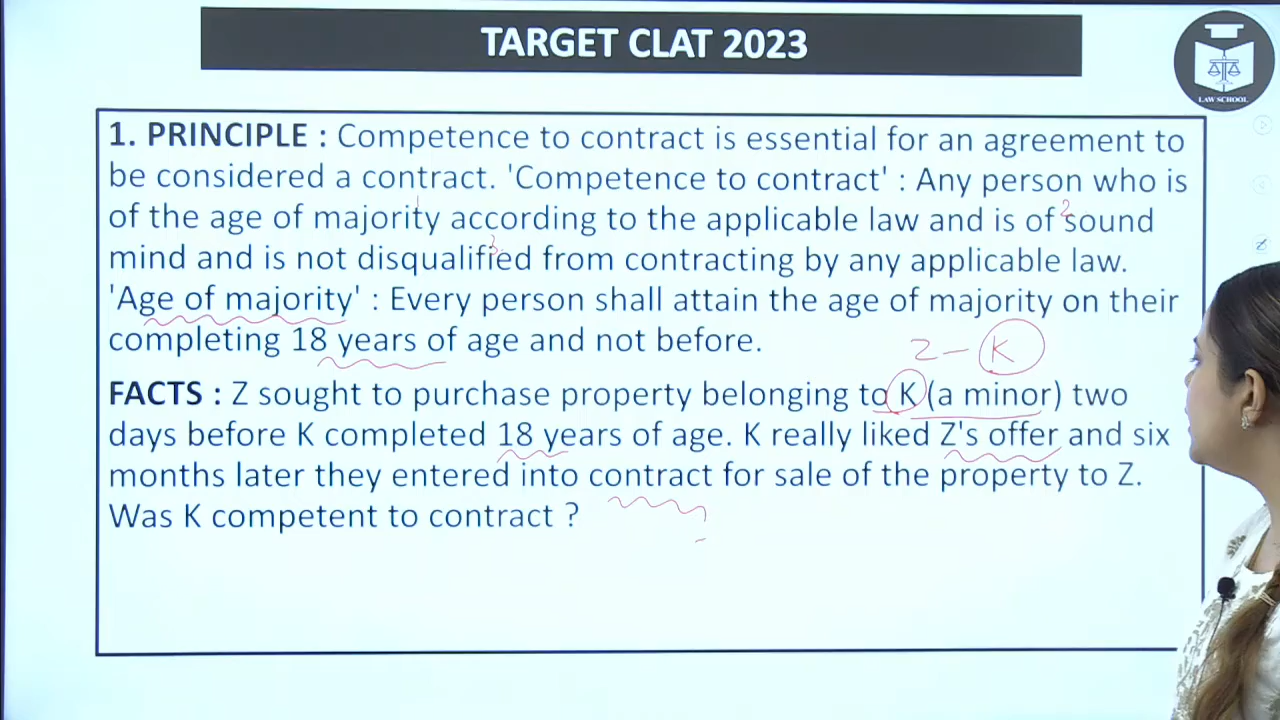 TARGET CLAT 2023
LAW SCHOOL
1. PRINCIPLE : Competence to contract is essential for an agreement to
be considered a contract. 'Competence to contract' : Any person who is
1
2
of the age of majority according to the applicable law and is of sound
3
mind and is not disqualified from contracting by any applicable law.
'Age of majority' : Every person shall attain the age of majority on their
completing 18 years of age and not before.
Z – K
FACTS : Z sought to purchase property belonging to K (a minor) two
days before K completed 18 years of age. K really liked Z's offer and six
months later they entered into contract for sale of the property to Z.
Was K competent to contract ?